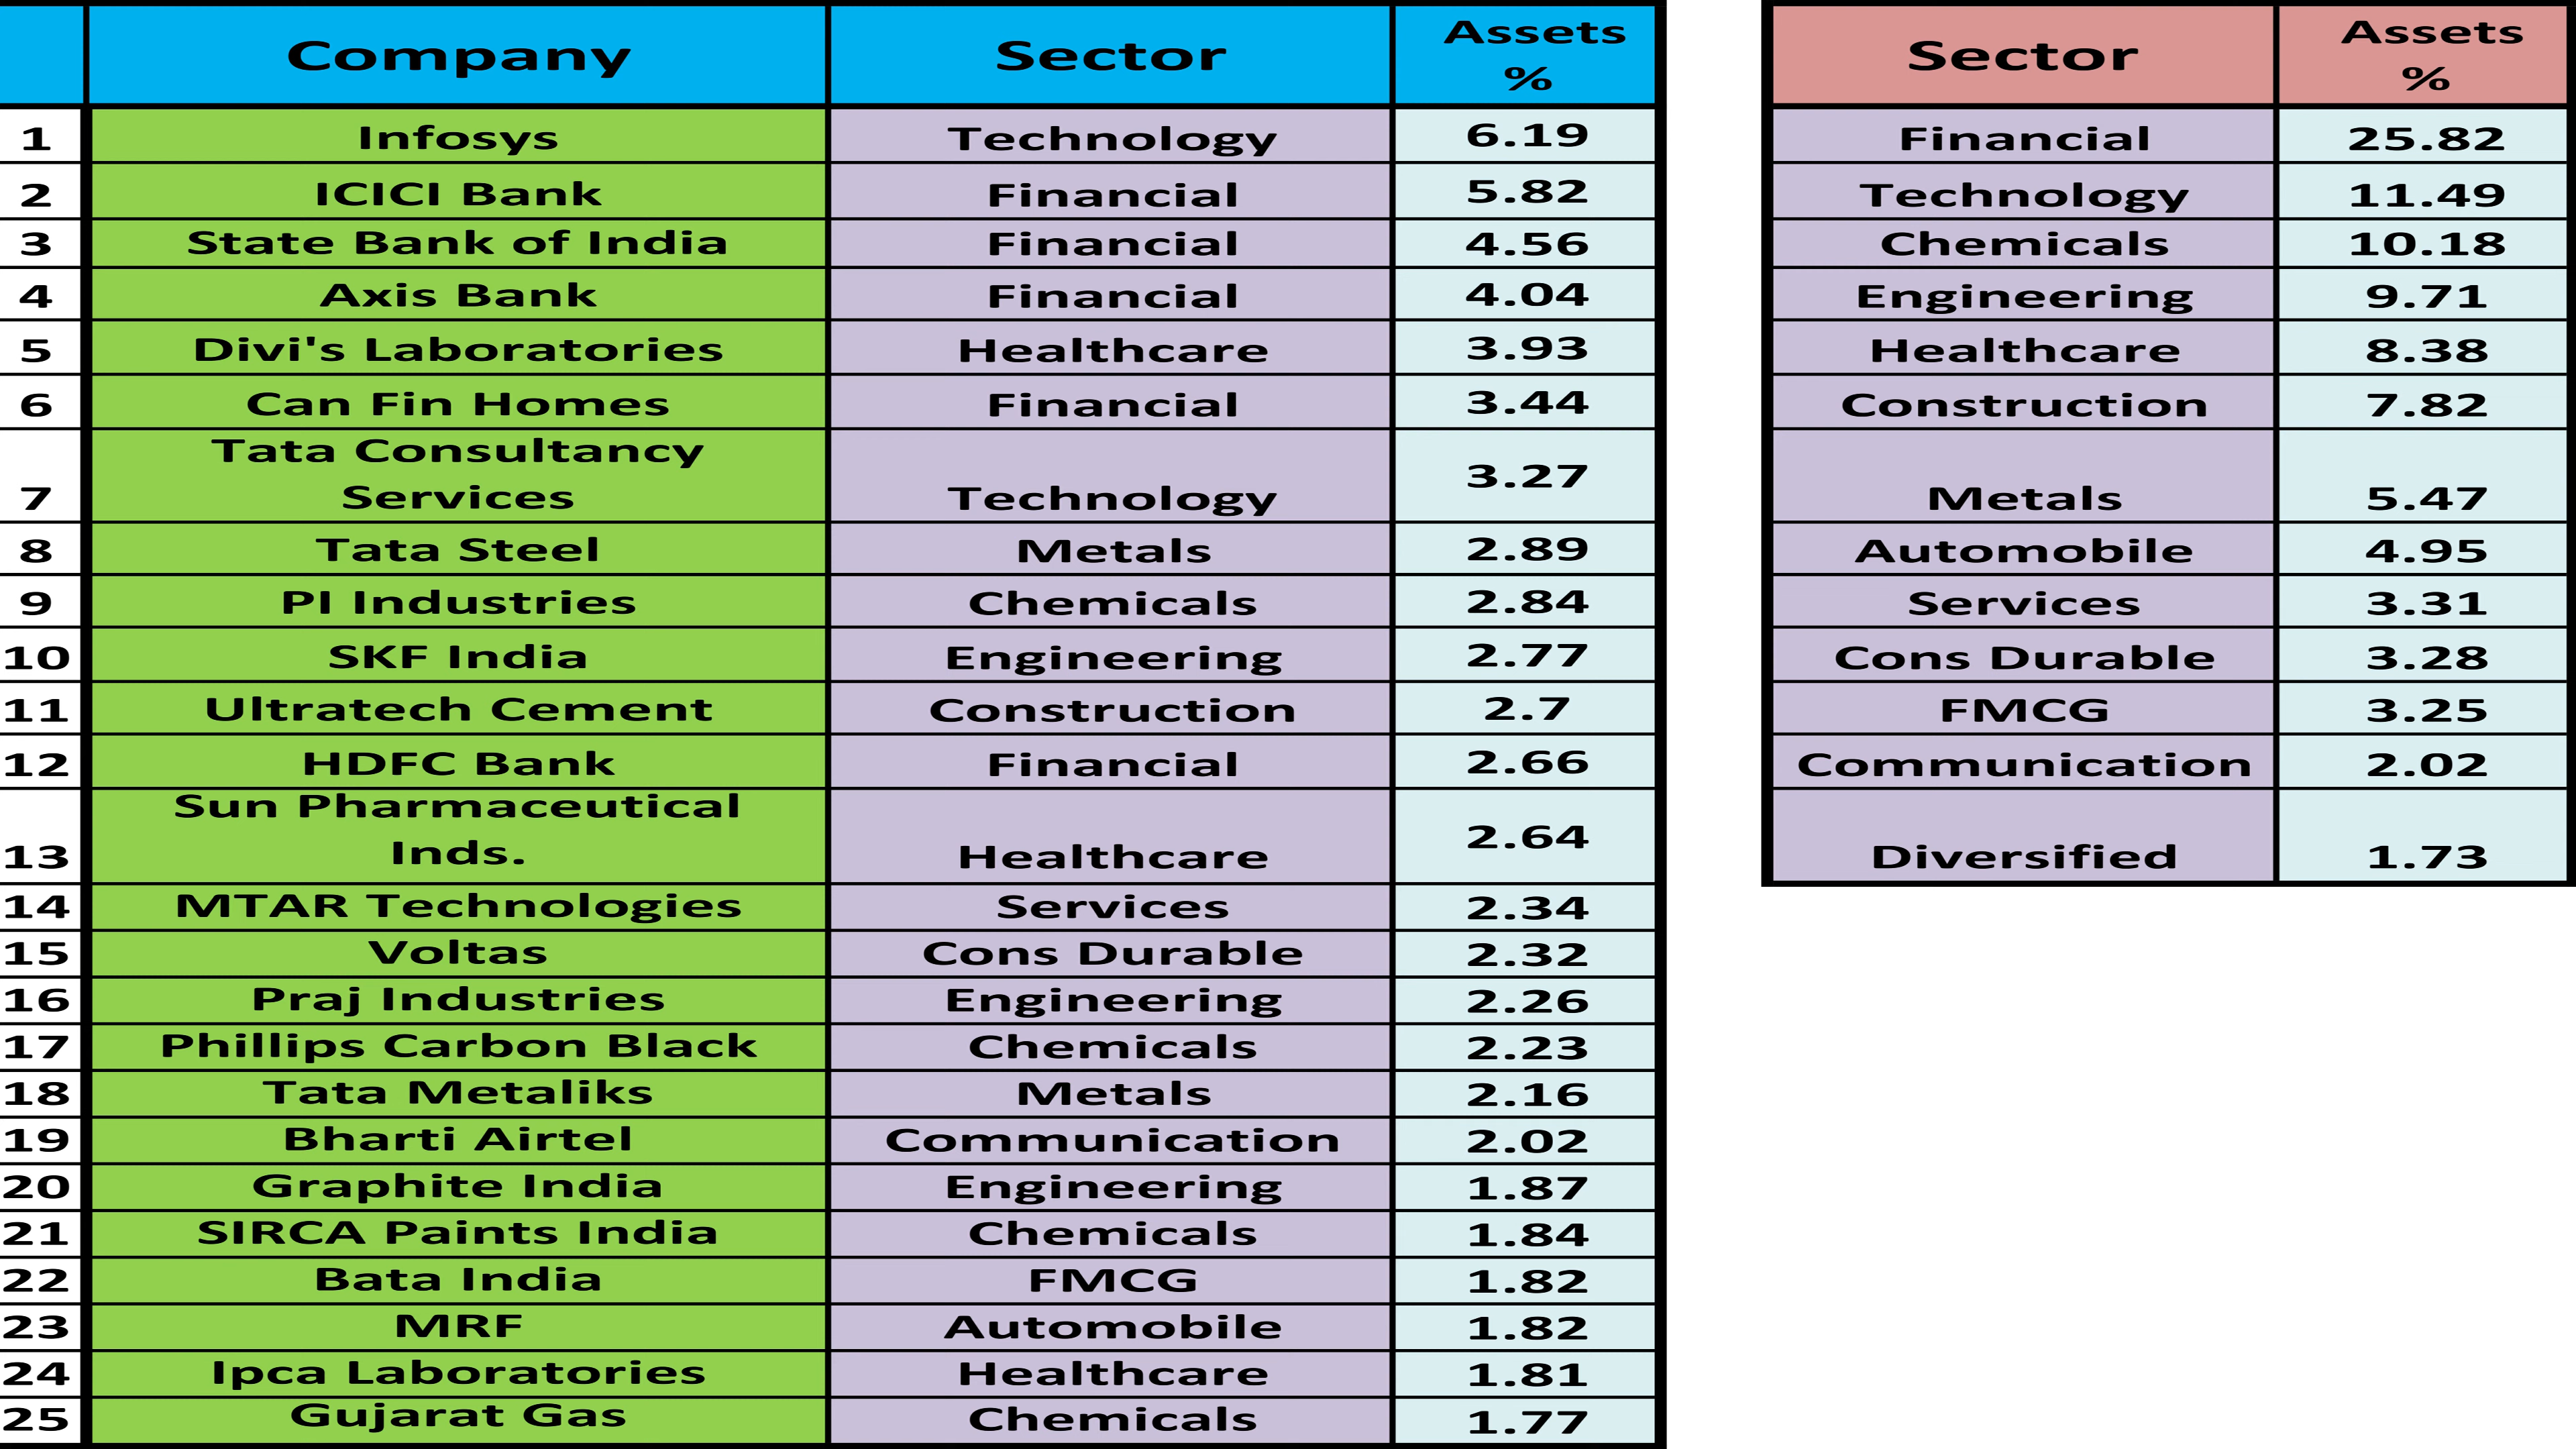 Company Sector Assets %
1 Infosys Technology 6.19
2 ICICI Bank Financial 5.82
3 State Bank of India Financial 4.56
4 Axis Bank Financial 4.04
5 Divi's Laboratories Healthcare 3.93
6 Can Fin Homes Financial 3.44
7 Tata Consultancy Services Technology 3.27
8 Tata Steel Metals 2.89
9 PI Industries Chemicals 2.84
10 SKF India Engineering 2.77
11 Ultratech Cement Construction 2.7
12 HDFC Bank Financial 2.66
13 Sun Pharmaceutical Inds. Healthcare 2.64
14 MTAR Technologies Services 2.34
15 Voltas Cons Durable 2.32
16 Praj Industries Engineering 2.26
17 Phillips Carbon Black Chemicals 2.23
18 Tata Metaliks Metals 2.16
19 Bharti Airtel Communication 2.02
20 Graphite India Engineering 1.87
21 SIRCA Paints India Chemicals 1.84
22 Bata India FMCG 1.82
23 MRF Automobile 1.82
24 Ipca Laboratories Healthcare 1.81
25 Gujarat Gas Chemicals 1.77
Sector Assets %
Financial 25.82
Technology 11.49
Chemicals 10.18
Engineering 9.71
Healthcare 8.38
Construction 7.82
Metals 5.47
Automobile 4.95
Services 3.31
Cons Durable 3.28
FMCG 3.25
Communication 2.02
Diversified 1.73